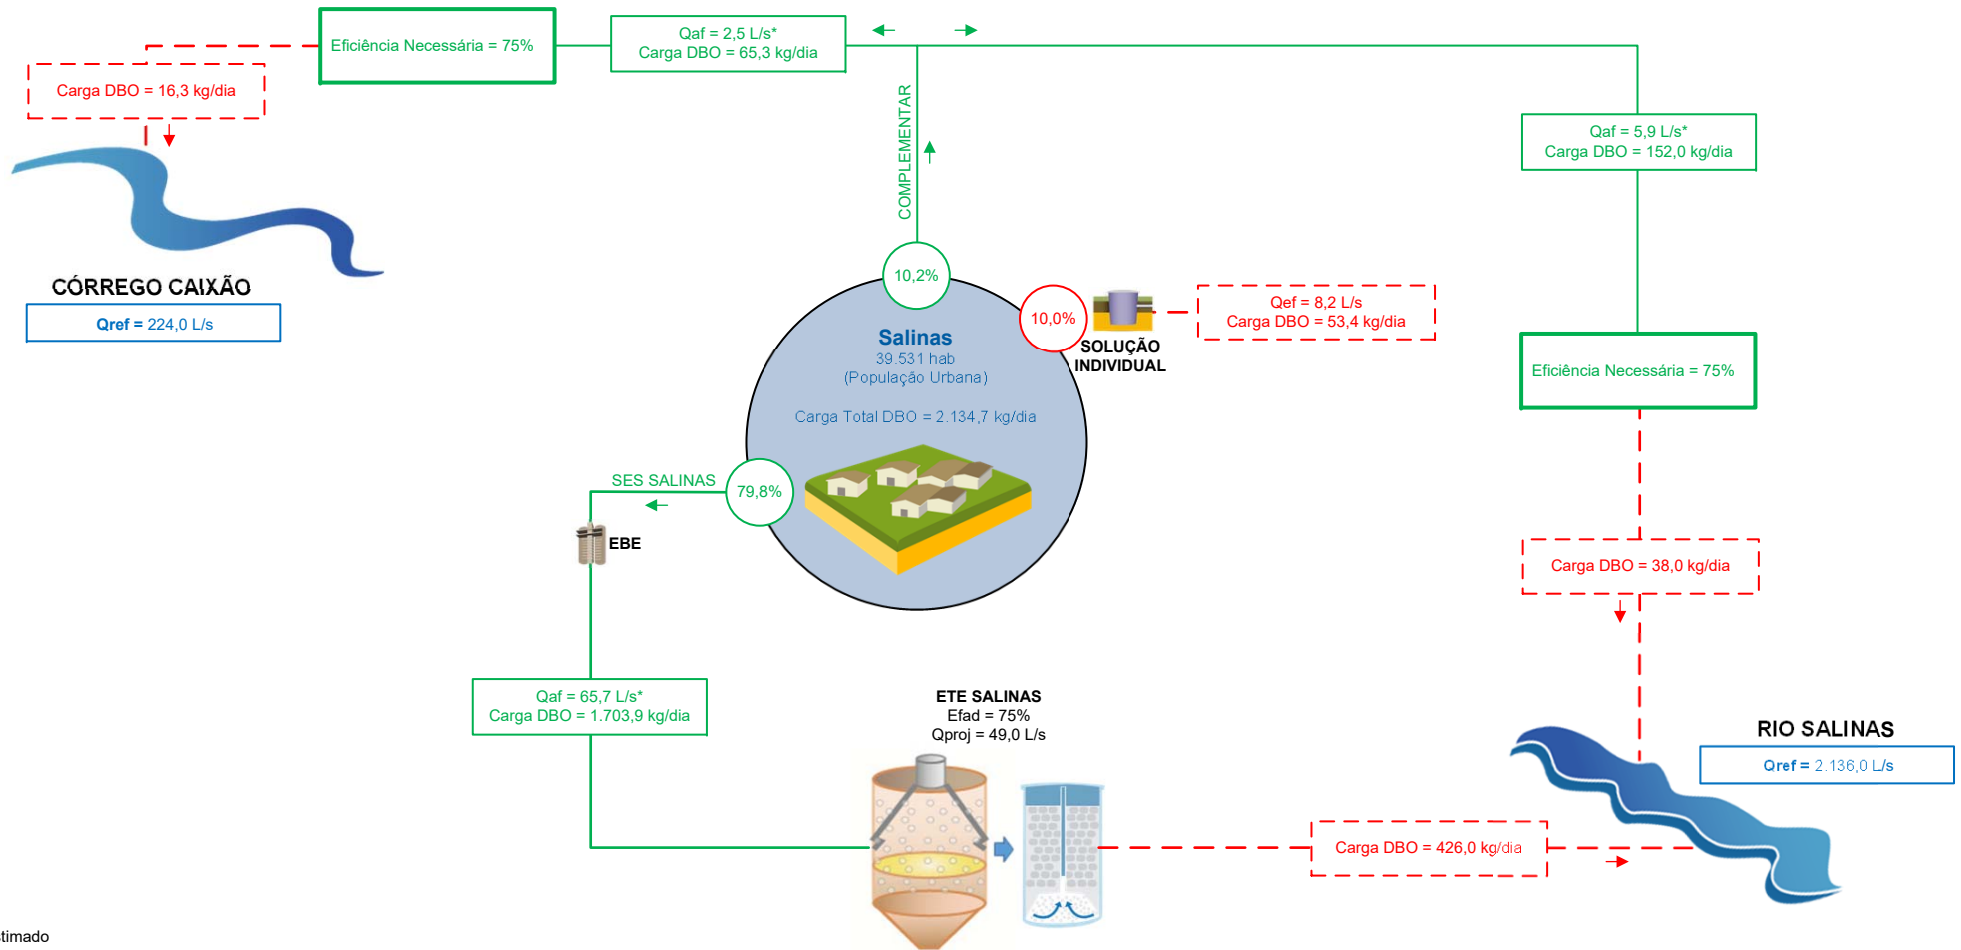 Eficiência Necessária = 75%
Qaf = 2,5 L/s*
Carga DBO = 65,3 kg/dia
Carga DBO = 16,3 kg/dia
COMPLEMENTAR
Qaf = 5,9 L/s*
Carga DBO = 152,0 kg/dia
CÓRREGO CAIXÃO
Qref = 224,0 L/s
10,2%
10,0%
SOLUÇÃO
INDIVIDUAL
Qef = 8,2 L/s
Carga DBO = 53,4 kg/dia
Salinas
39.531 hab
(População Urbana)
Carga Total DBO = 2.134,7 kg/dia
Eficiência Necessária = 75%
SES SALINAS
79,8%
EBE
Carga DBO = 38,0 kg/dia
Qaf = 65,7 L/s*
Carga DBO = 1.703,9 kg/dia
ETE SALINAS
Efad = 75%
Qproj = 49,0 L/s
RIO SALINAS
Qref = 2.136,0 L/s
Carga DBO = 426,0 kg/dia